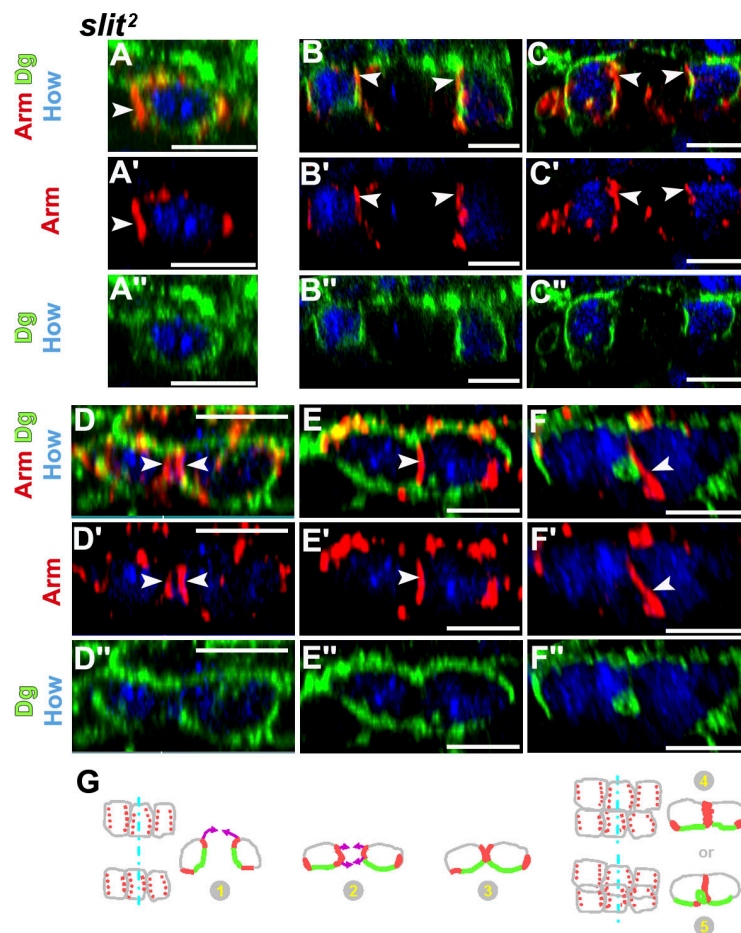 slit²
Arm Dg
How
A
B
C
Arm
A'
B'
C'
Dg
How
A"
B"
C"
Arm Dg
How
D
E
F
Arm
D'
E'
F'
Dg
How
D"
E"
F"
G
4
or
1
2
3
5